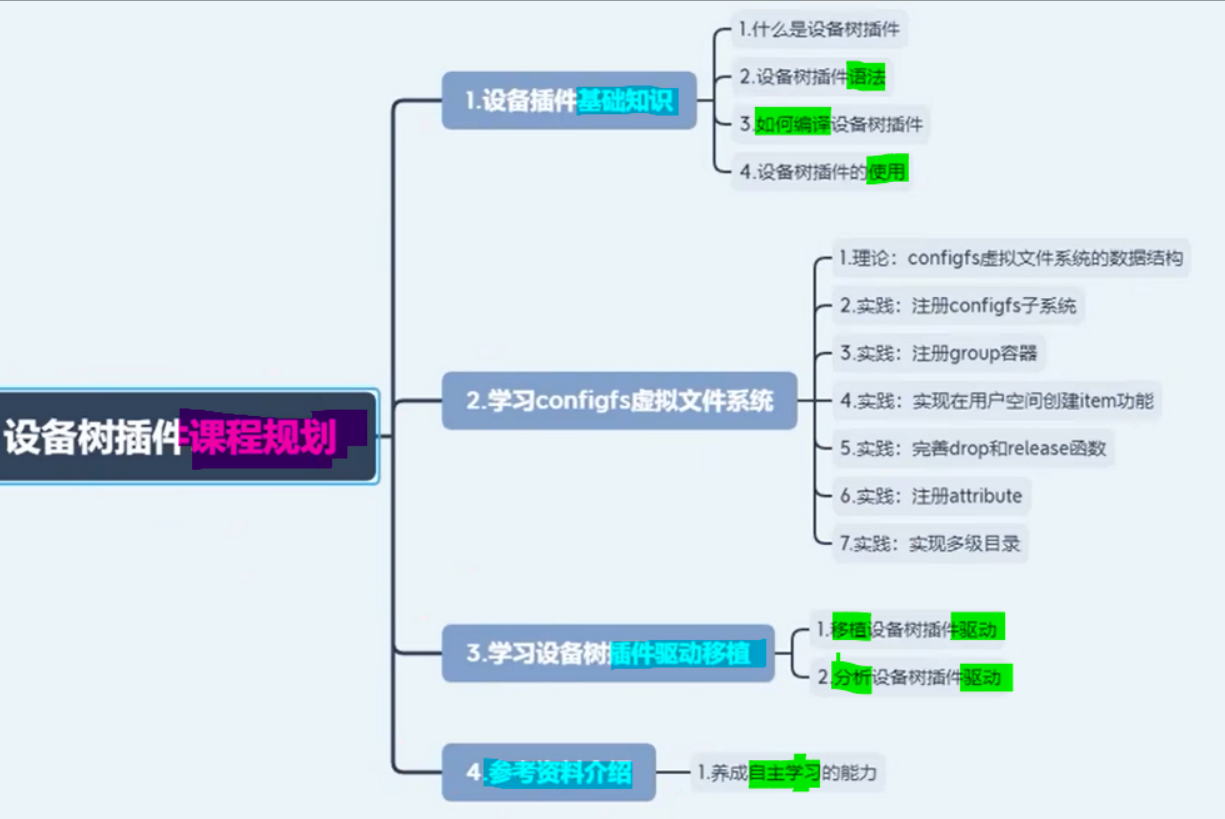 设备树插件课程规划
1.设备插件基础知识
1.什么是设备树插件
2.设备树插件语法
3.如何编译设备树插件
4.设备树插件的使用
2.学习configfs虚拟文件系统
1.理论：configfs虚拟文件系统的数据结构
2.实践：注册configfs子系统
3.实践：注册group容器
4.实践：实现在用户空间创建item功能
5.实践：完善drop和release函数
6.实践：注册attribute
7.实践：实现多级目录
3.学习设备树插件驱动移植
1.移植设备树插件驱动
2.分析设备树插件驱动
4.参考资料介绍
1.养成自主学习的能力